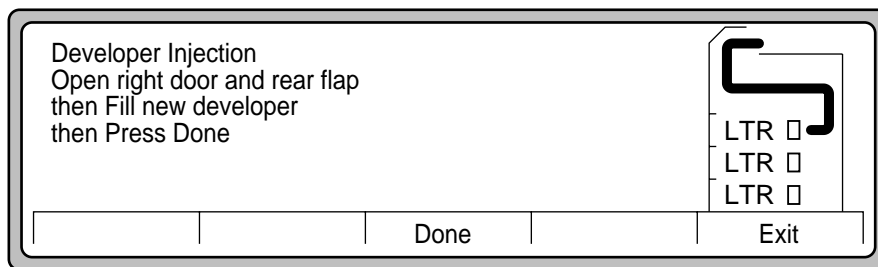 Developer Injection
Open right door and rear flap
then Fill new developer
then Press Done
LTR
LTR
LTR
Done
Exit